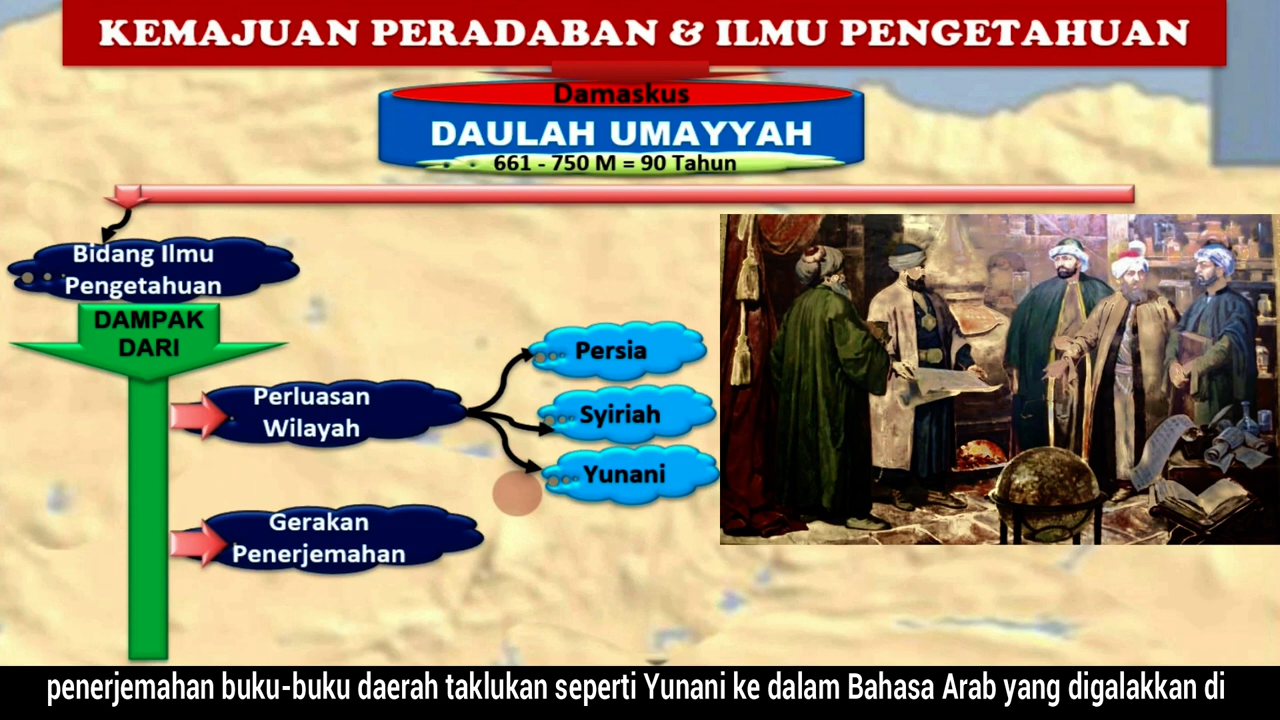 KEMAJUAN PERADABAN & ILMU PENGETAHUAN
Damaskus
DAULAH UMAYYAH
661 - 750 M = 90 Tahun
Bidang Ilmu
Pengetahuan
DAMPAK
DARI
Perluasan
Wilayah
Persia
Syiriah
Yunani
Gerakan
Penerjemahan
penerjemahan buku-buku daerah taklukan seperti Yunani ke dalam Bahasa Arab yang digalakkan di